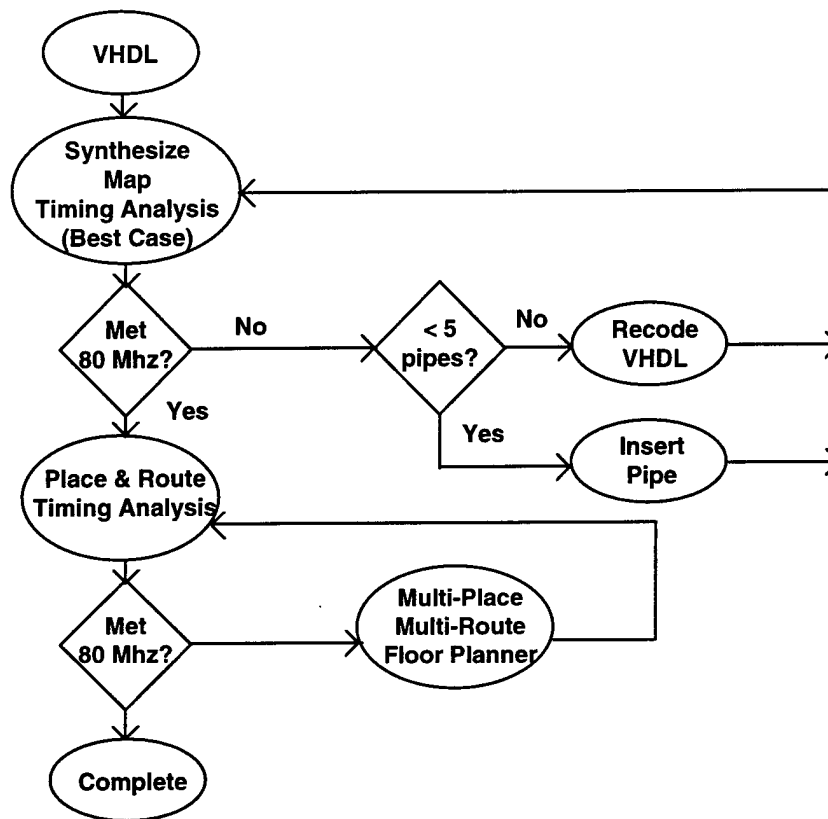 VHDL
Synthesize
Map
Timing Analysis
(Best Case)
Met
80 Mhz?
No
< 5
pipes?
No
Recode
VHDL
Yes
Yes
Insert
Pipe
Place & Route
Timing Analysis
Met
80 Mhz?
Multi-Place
Multi-Route
Floor Planner
Complete